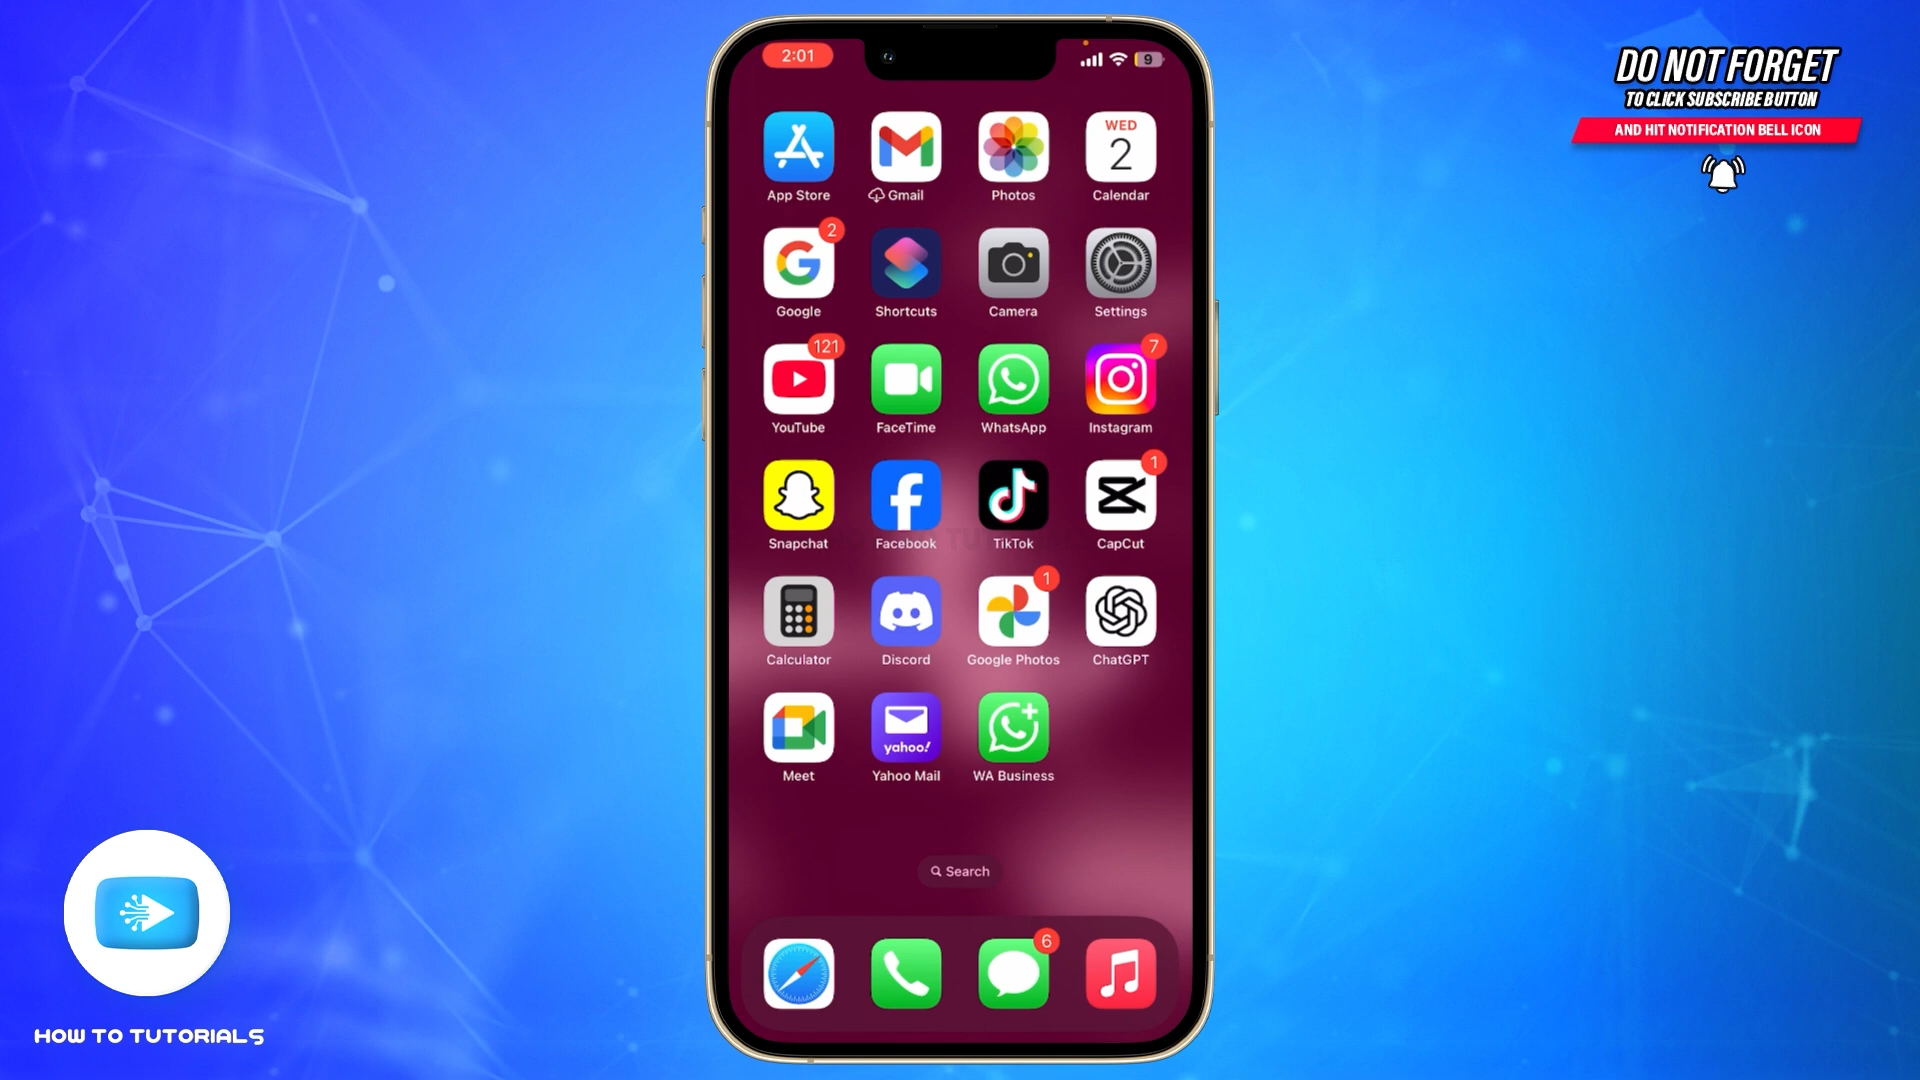 2:01
9
DO NOT FORGET
TO CLICK SUBSCRIBE BUTTON
AND HIT NOTIFICATION BELL ICON
WED
2
App Store
Gmail
Photos
Calendar
2
Google
Shortcuts
Camera
Settings
121
7
YouTube
FaceTime
WhatsApp
Instagram
1
Snapchat
Facebook
TikTok
CapCut
1
Calculator
Discord
Google Photos
ChatGPT
yahoo!
Meet
Yahoo Mail
WA Business
Search
6
HOW TO TUTORIALS